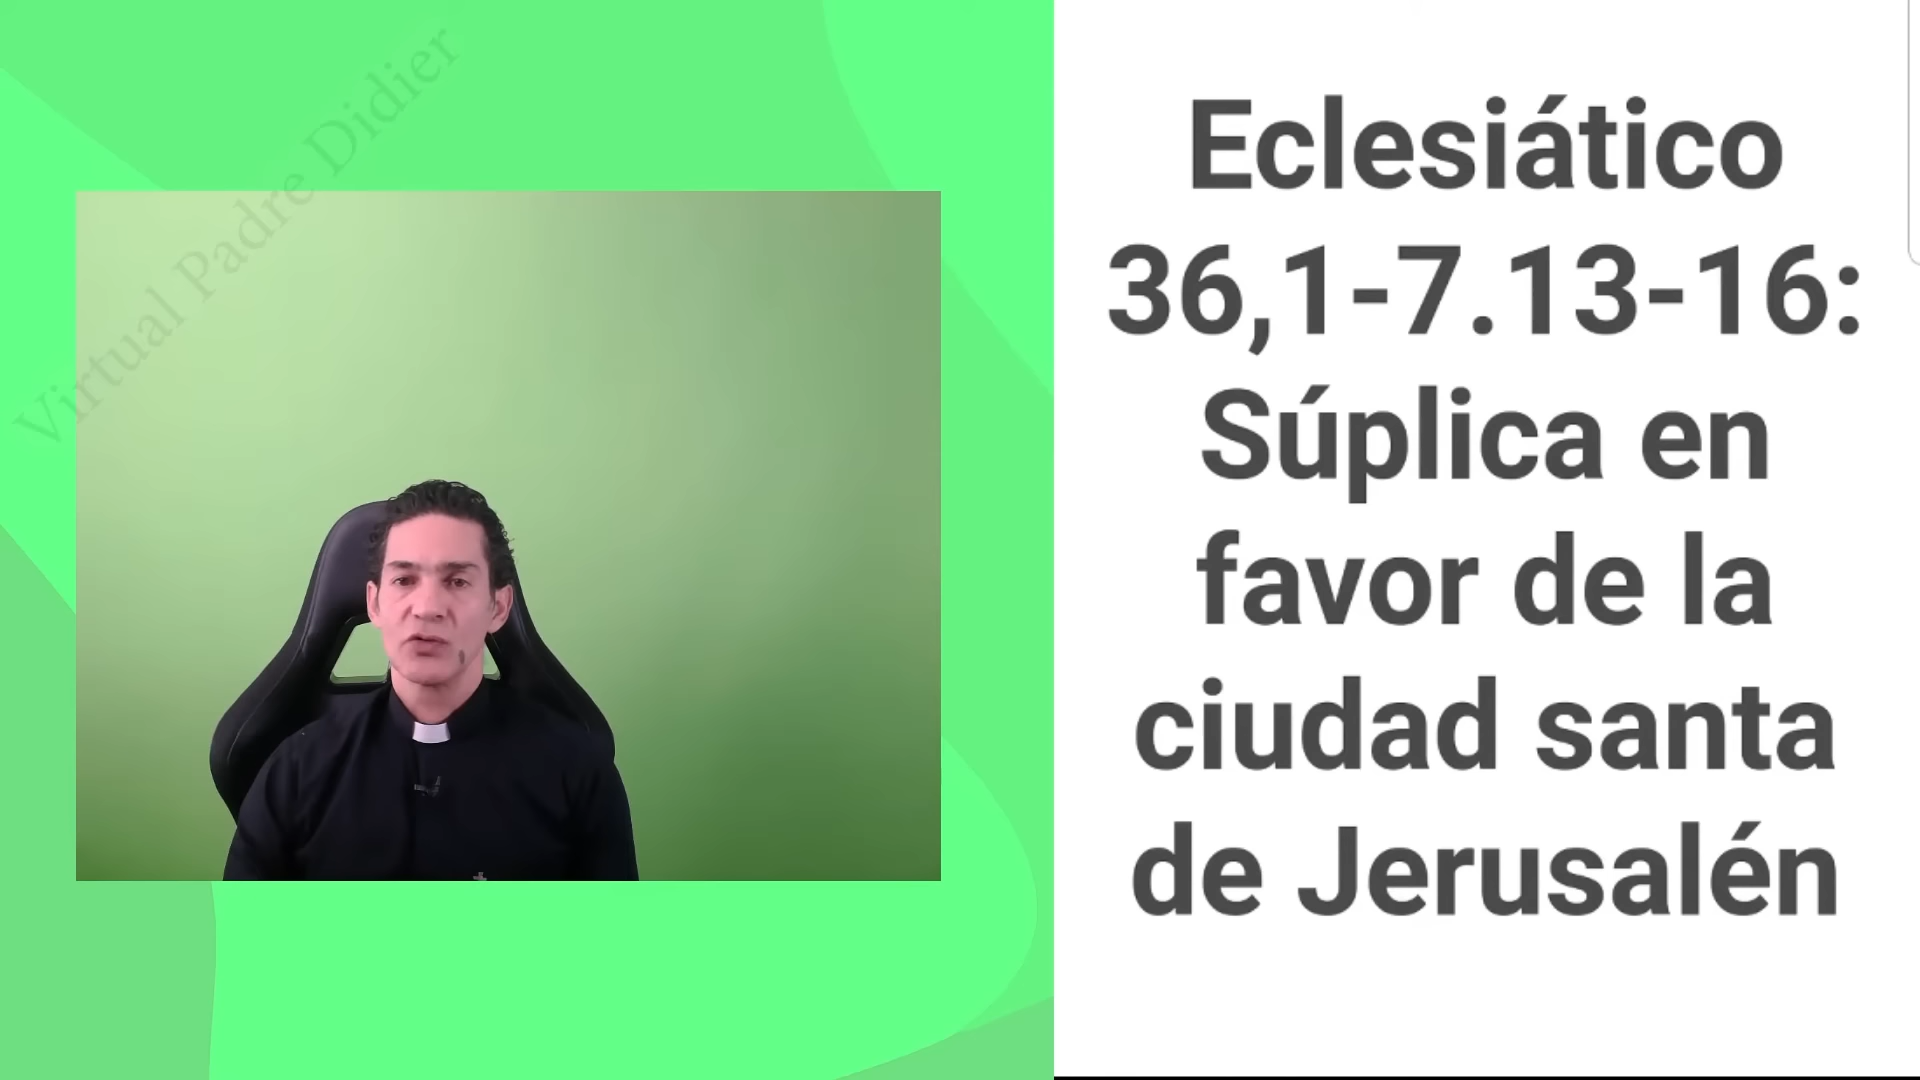 Virtual Padre Didier
Eclesiático
36,1-7.13-16:
Súplica en
favor de la
ciudad santa
de Jerusalén